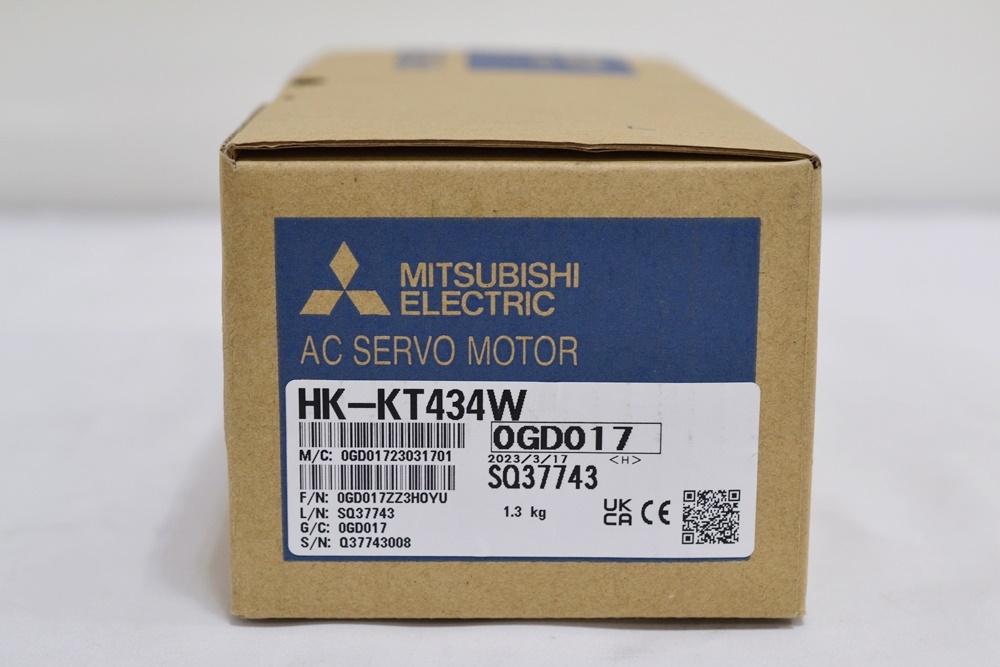 MITSUBISHI
ELECTRIC
AC SERVO MOTOR
HK-KT434W
0GD017
M/C: 0GD01723031701
2023/3/17 <H>
SQ37743
F/N: 0GD017ZZ3H0YU
L/N: SQ37743
1.3 kg
UK
CA CE
G/C: 0GD017
S/N: Q37743008